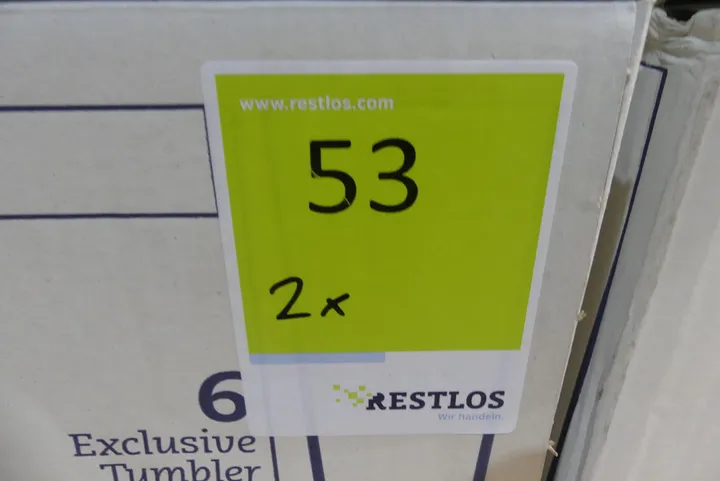 www.restlos.com
53
2x
RESTLOS
Wir handeln.
6
Exclusive
Tumbler